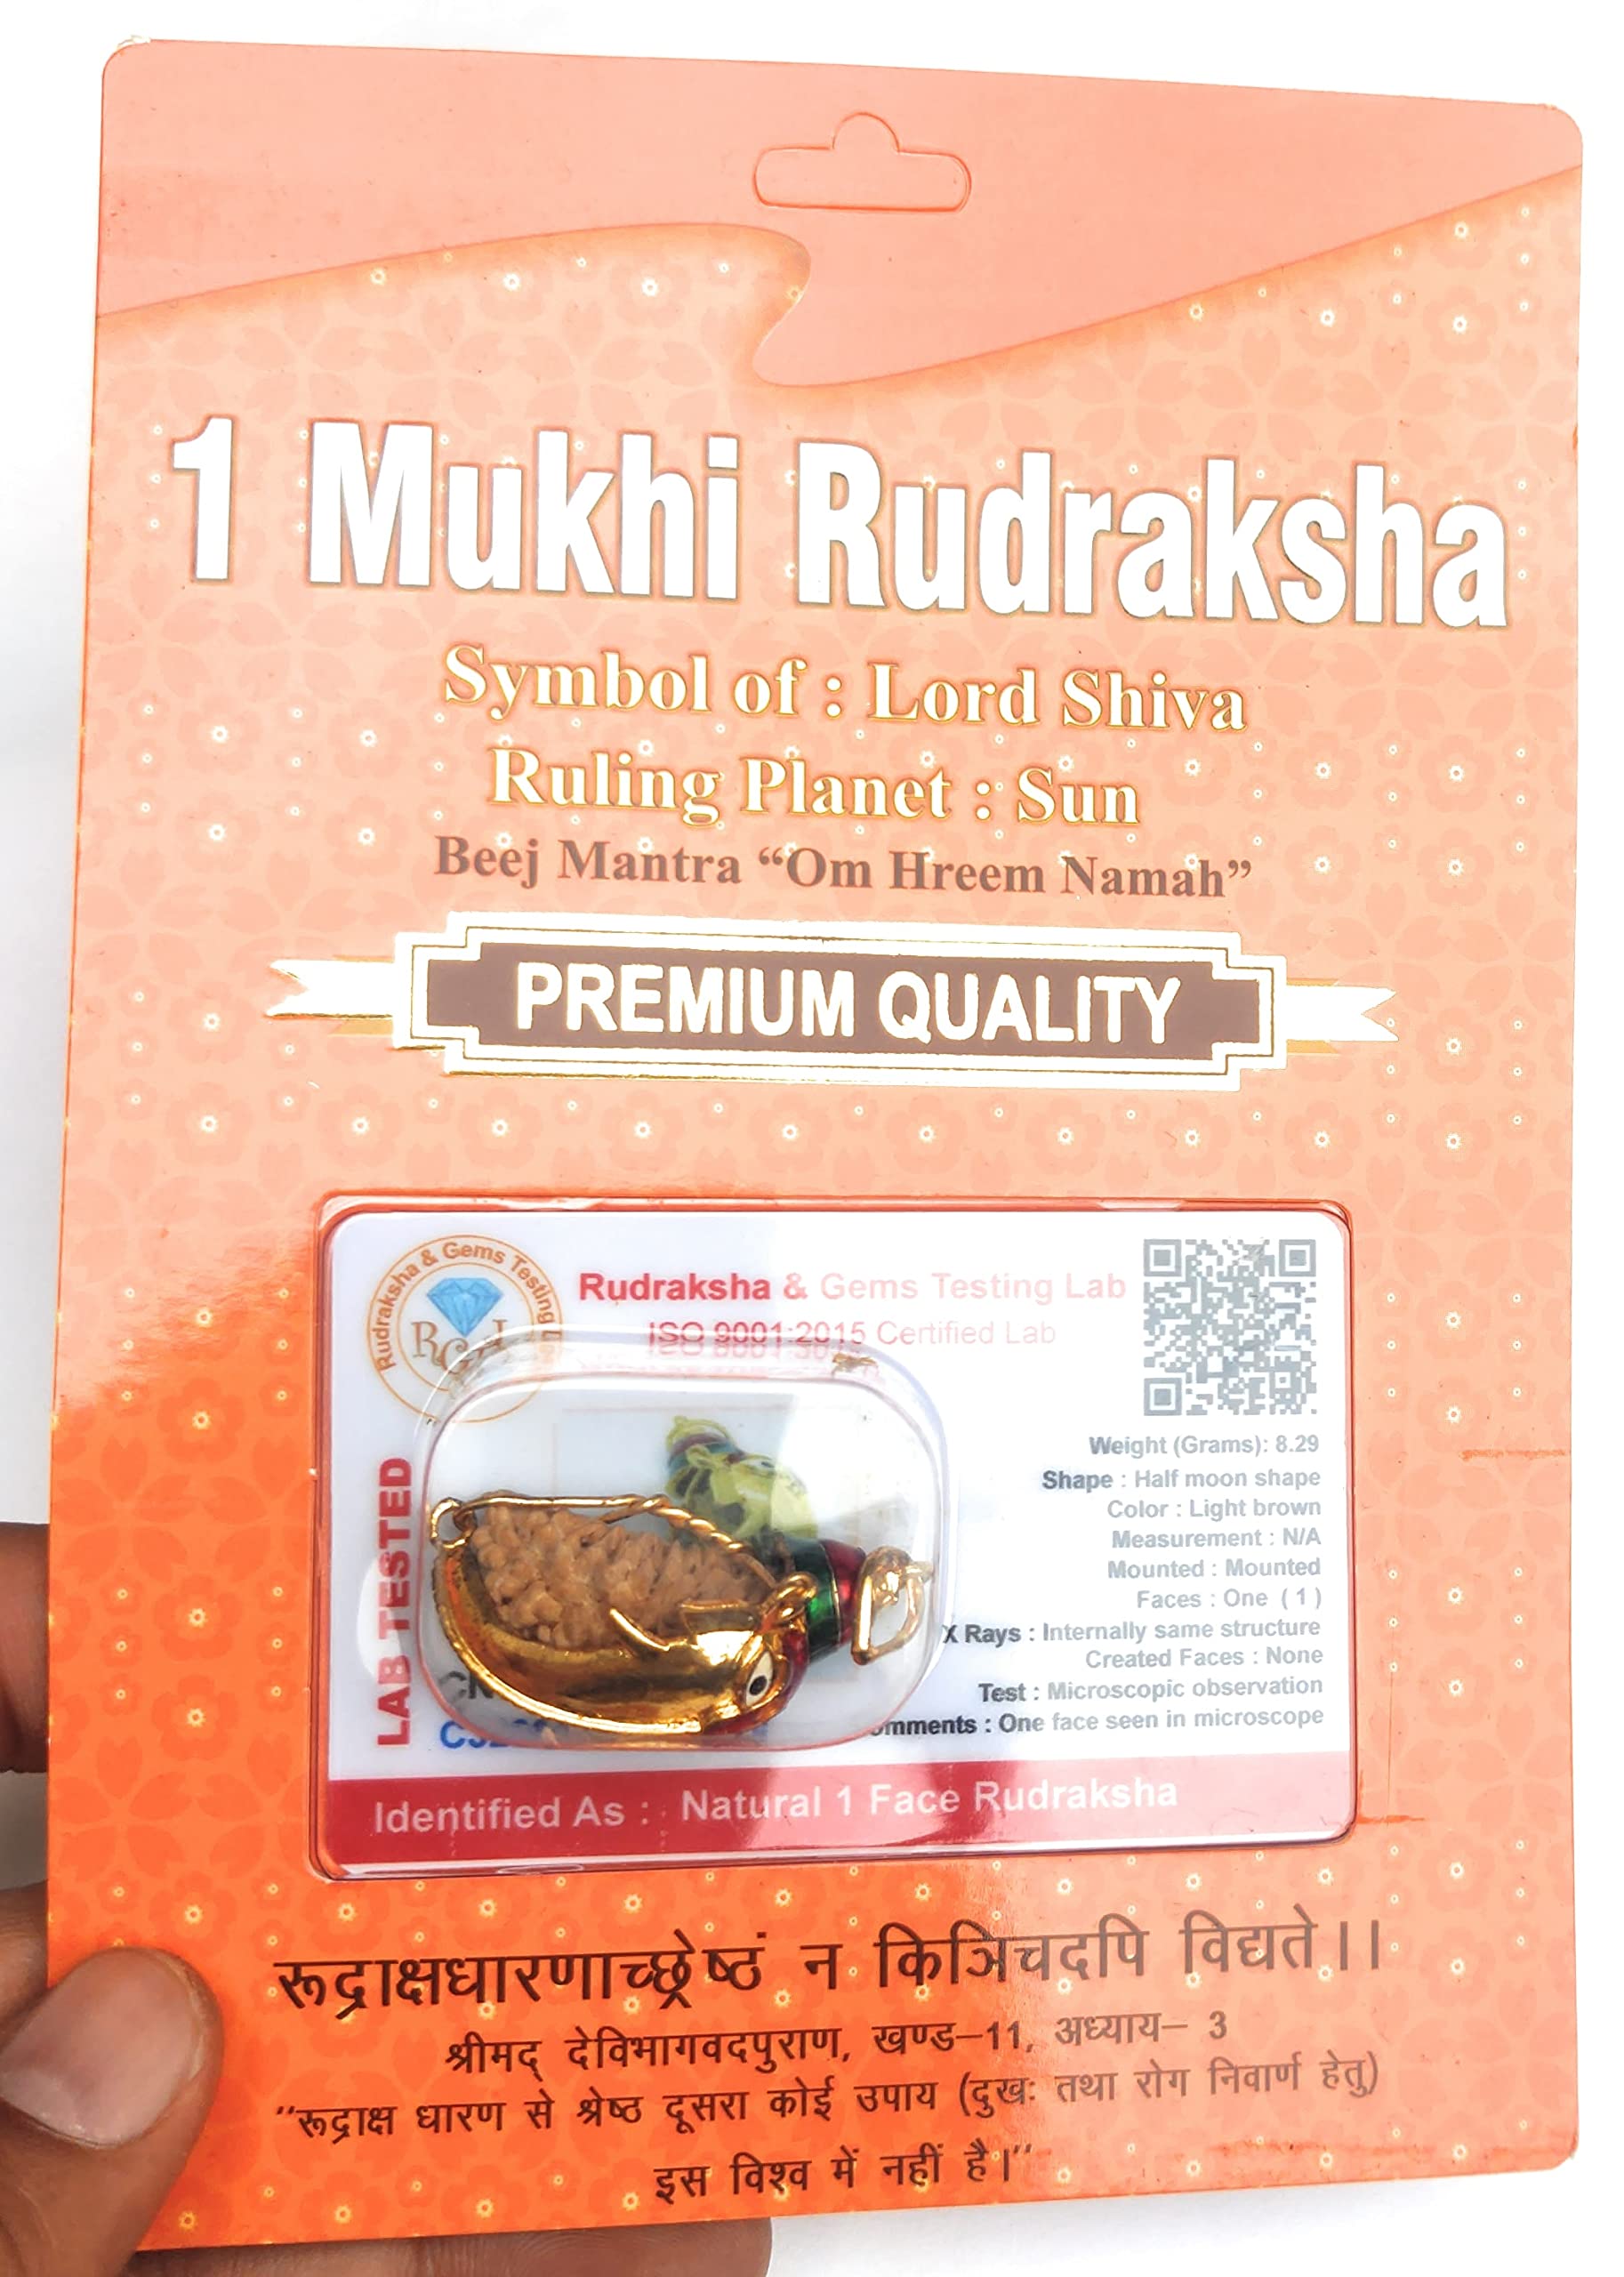 1 Mukhi Rudraksha
Symbol of : Lord Shiva
Ruling Planet : Sun
Beej Mantra “Om Hreem Namah”
PREMIUM QUALITY
Rudraksha & Gems Testing
Rudraksha & Gems Testing Lab
ISO 9001:2015 Certified Lab
LAB TESTED
Weight (Grams): 8.29
Shape : Half moon shape
Color : Light brown
Measurement : N/A
Mounted : Mounted
Faces : One ( 1 )
X Rays : Internally same structure
Created Faces : None
Test : Microscopic observation
: One face seen in microscope
Identified As : Natural 1 Face Rudraksha
रूद्राक्षधारणाच्छ्रेष्ठं न किञ्चिदपि विद्यते।।
श्रीमद् देविभागवदपुराण, खण्ड–11, अध्याय– 3
“रूद्राक्ष धारण से श्रेष्ठ दूसरा कोई उपाय (दुखः तथा रोग निवार्ण हेतु)
इस विश्व में नहीं है।”